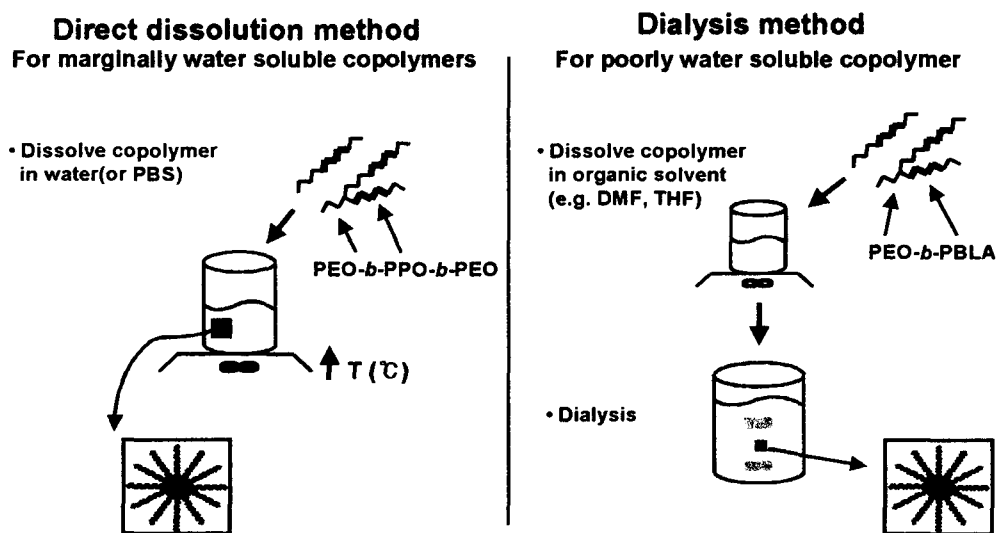 Direct dissolution method
For marginally water soluble copolymers
• Dissolve copolymer
in water(or PBS)
PEO-b-PPO-b-PEO
T (℃)
Dialysis method
For poorly water soluble copolymer
• Dissolve copolymer
in organic solvent
(e.g. DMF, THF)
PEO-b-PBLA
• Dialysis